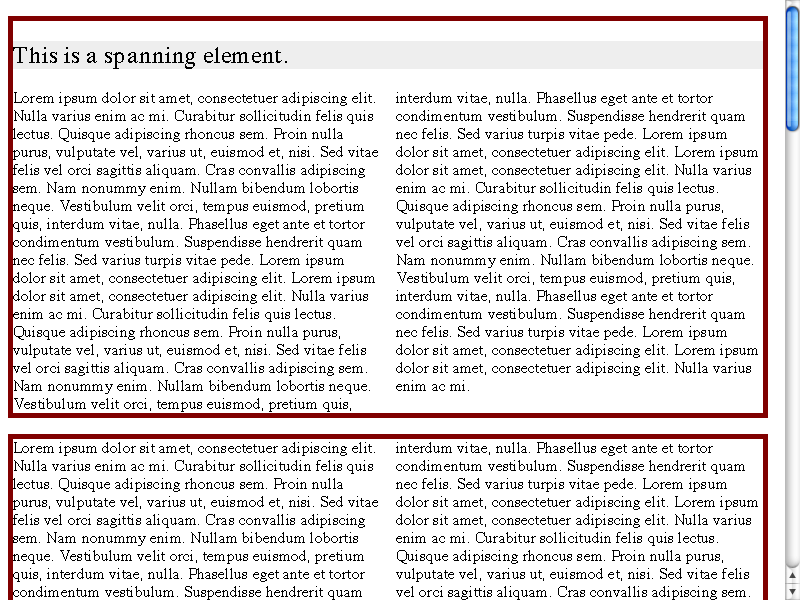 This is a spanning element.
Lorem ipsum dolor sit amet, consectetuer adipiscing elit.
Nulla varius enim ac mi. Curabitur sollicitudin felis quis
lectus. Quisque adipiscing rhoncus sem. Proin nulla
purus, vulputate vel, varius ut, euismod et, nisi. Sed vitae
felis vel orci sagittis aliquam. Cras convallis adipiscing
sem. Nam nonummy enim. Nullam bibendum lobortis
neque. Vestibulum velit orci, tempus euismod, pretium
quis, interdum vitae, nulla. Phasellus eget ante et tortor
condimentum vestibulum. Suspendisse hendrerit quam
nec felis. Sed varius turpis vitae pede. Lorem ipsum
dolor sit amet, consectetuer adipiscing elit. Lorem ipsum
dolor sit amet, consectetuer adipiscing elit. Nulla varius
enim ac mi. Curabitur sollicitudin felis quis lectus.
Quisque adipiscing rhoncus sem. Proin nulla purus,
vulputate vel, varius ut, euismod et, nisi. Sed vitae felis
vel orci sagittis aliquam. Cras convallis adipiscing sem.
Nam nonummy enim. Nullam bibendum lobortis neque.
Vestibulum velit orci, tempus euismod, pretium quis,
interdum vitae, nulla. Phasellus eget ante et tortor
condimentum vestibulum. Suspendisse hendrerit quam
nec felis. Sed varius turpis vitae pede. Lorem ipsum
dolor sit amet, consectetuer adipiscing elit. Lorem ipsum
dolor sit amet, consectetuer adipiscing elit. Nulla varius
enim ac mi. Curabitur sollicitudin felis quis lectus.
Quisque adipiscing rhoncus sem. Proin nulla purus,
vulputate vel, varius ut, euismod et, nisi. Sed vitae felis
vel orci sagittis aliquam. Cras convallis adipiscing sem.
Nam nonummy enim. Nullam bibendum lobortis neque.
Vestibulum velit orci, tempus euismod, pretium quis,
interdum vitae, nulla. Phasellus eget ante et tortor
condimentum vestibulum. Suspendisse hendrerit quam
nec felis. Sed varius turpis vitae pede. Lorem ipsum
dolor sit amet, consectetuer adipiscing elit. Lorem ipsum
dolor sit amet, consectetuer adipiscing elit. Nulla varius
enim ac mi.
Lorem ipsum dolor sit amet, consectetuer adipiscing elit.
Nulla varius enim ac mi. Curabitur sollicitudin felis quis
lectus. Quisque adipiscing rhoncus sem. Proin nulla
purus, vulputate vel, varius ut, euismod et, nisi. Sed vitae
felis vel orci sagittis aliquam. Cras convallis adipiscing
sem. Nam nonummy enim. Nullam bibendum lobortis
neque. Vestibulum velit orci, tempus euismod, pretium
quis, interdum vitae, nulla. Phasellus eget ante et tortor
condimentum vestibulum. Suspendisse hendrerit quam
interdum vitae, nulla. Phasellus eget ante et tortor
condimentum vestibulum. Suspendisse hendrerit quam
nec felis. Sed varius turpis vitae pede. Lorem ipsum
dolor sit amet, consectetuer adipiscing elit. Lorem ipsum
dolor sit amet, consectetuer adipiscing elit. Nulla varius
enim ac mi. Curabitur sollicitudin felis quis lectus.
Quisque adipiscing rhoncus sem. Proin nulla purus,
vulputate vel, varius ut, euismod et, nisi. Sed vitae felis
vel orci sagittis aliquam. Cras convallis adipiscing sem.